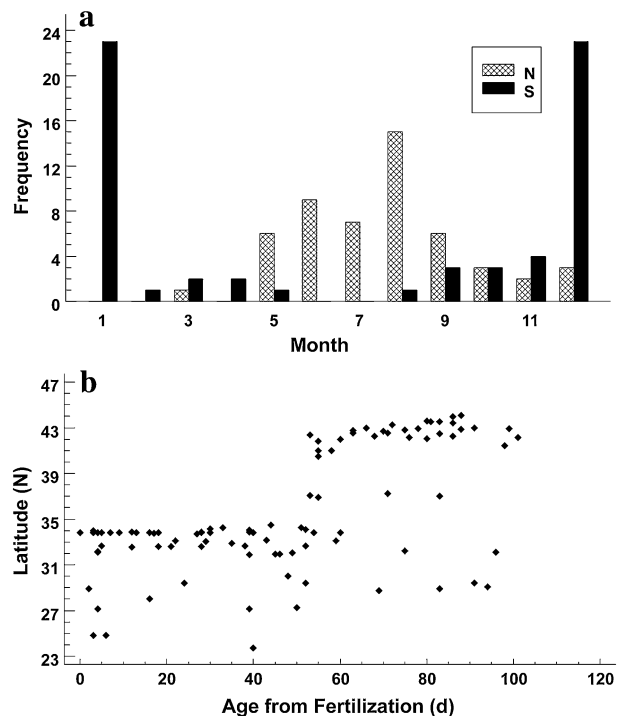 a
24
20
16
12
8
4
0
Frequency
N
S
1 3 5 7 9 11
Month
b
47
43
39
35
31
27
23
Latitude (N)
0 20 40 60 80 100 120
Age from Fertilization (d)